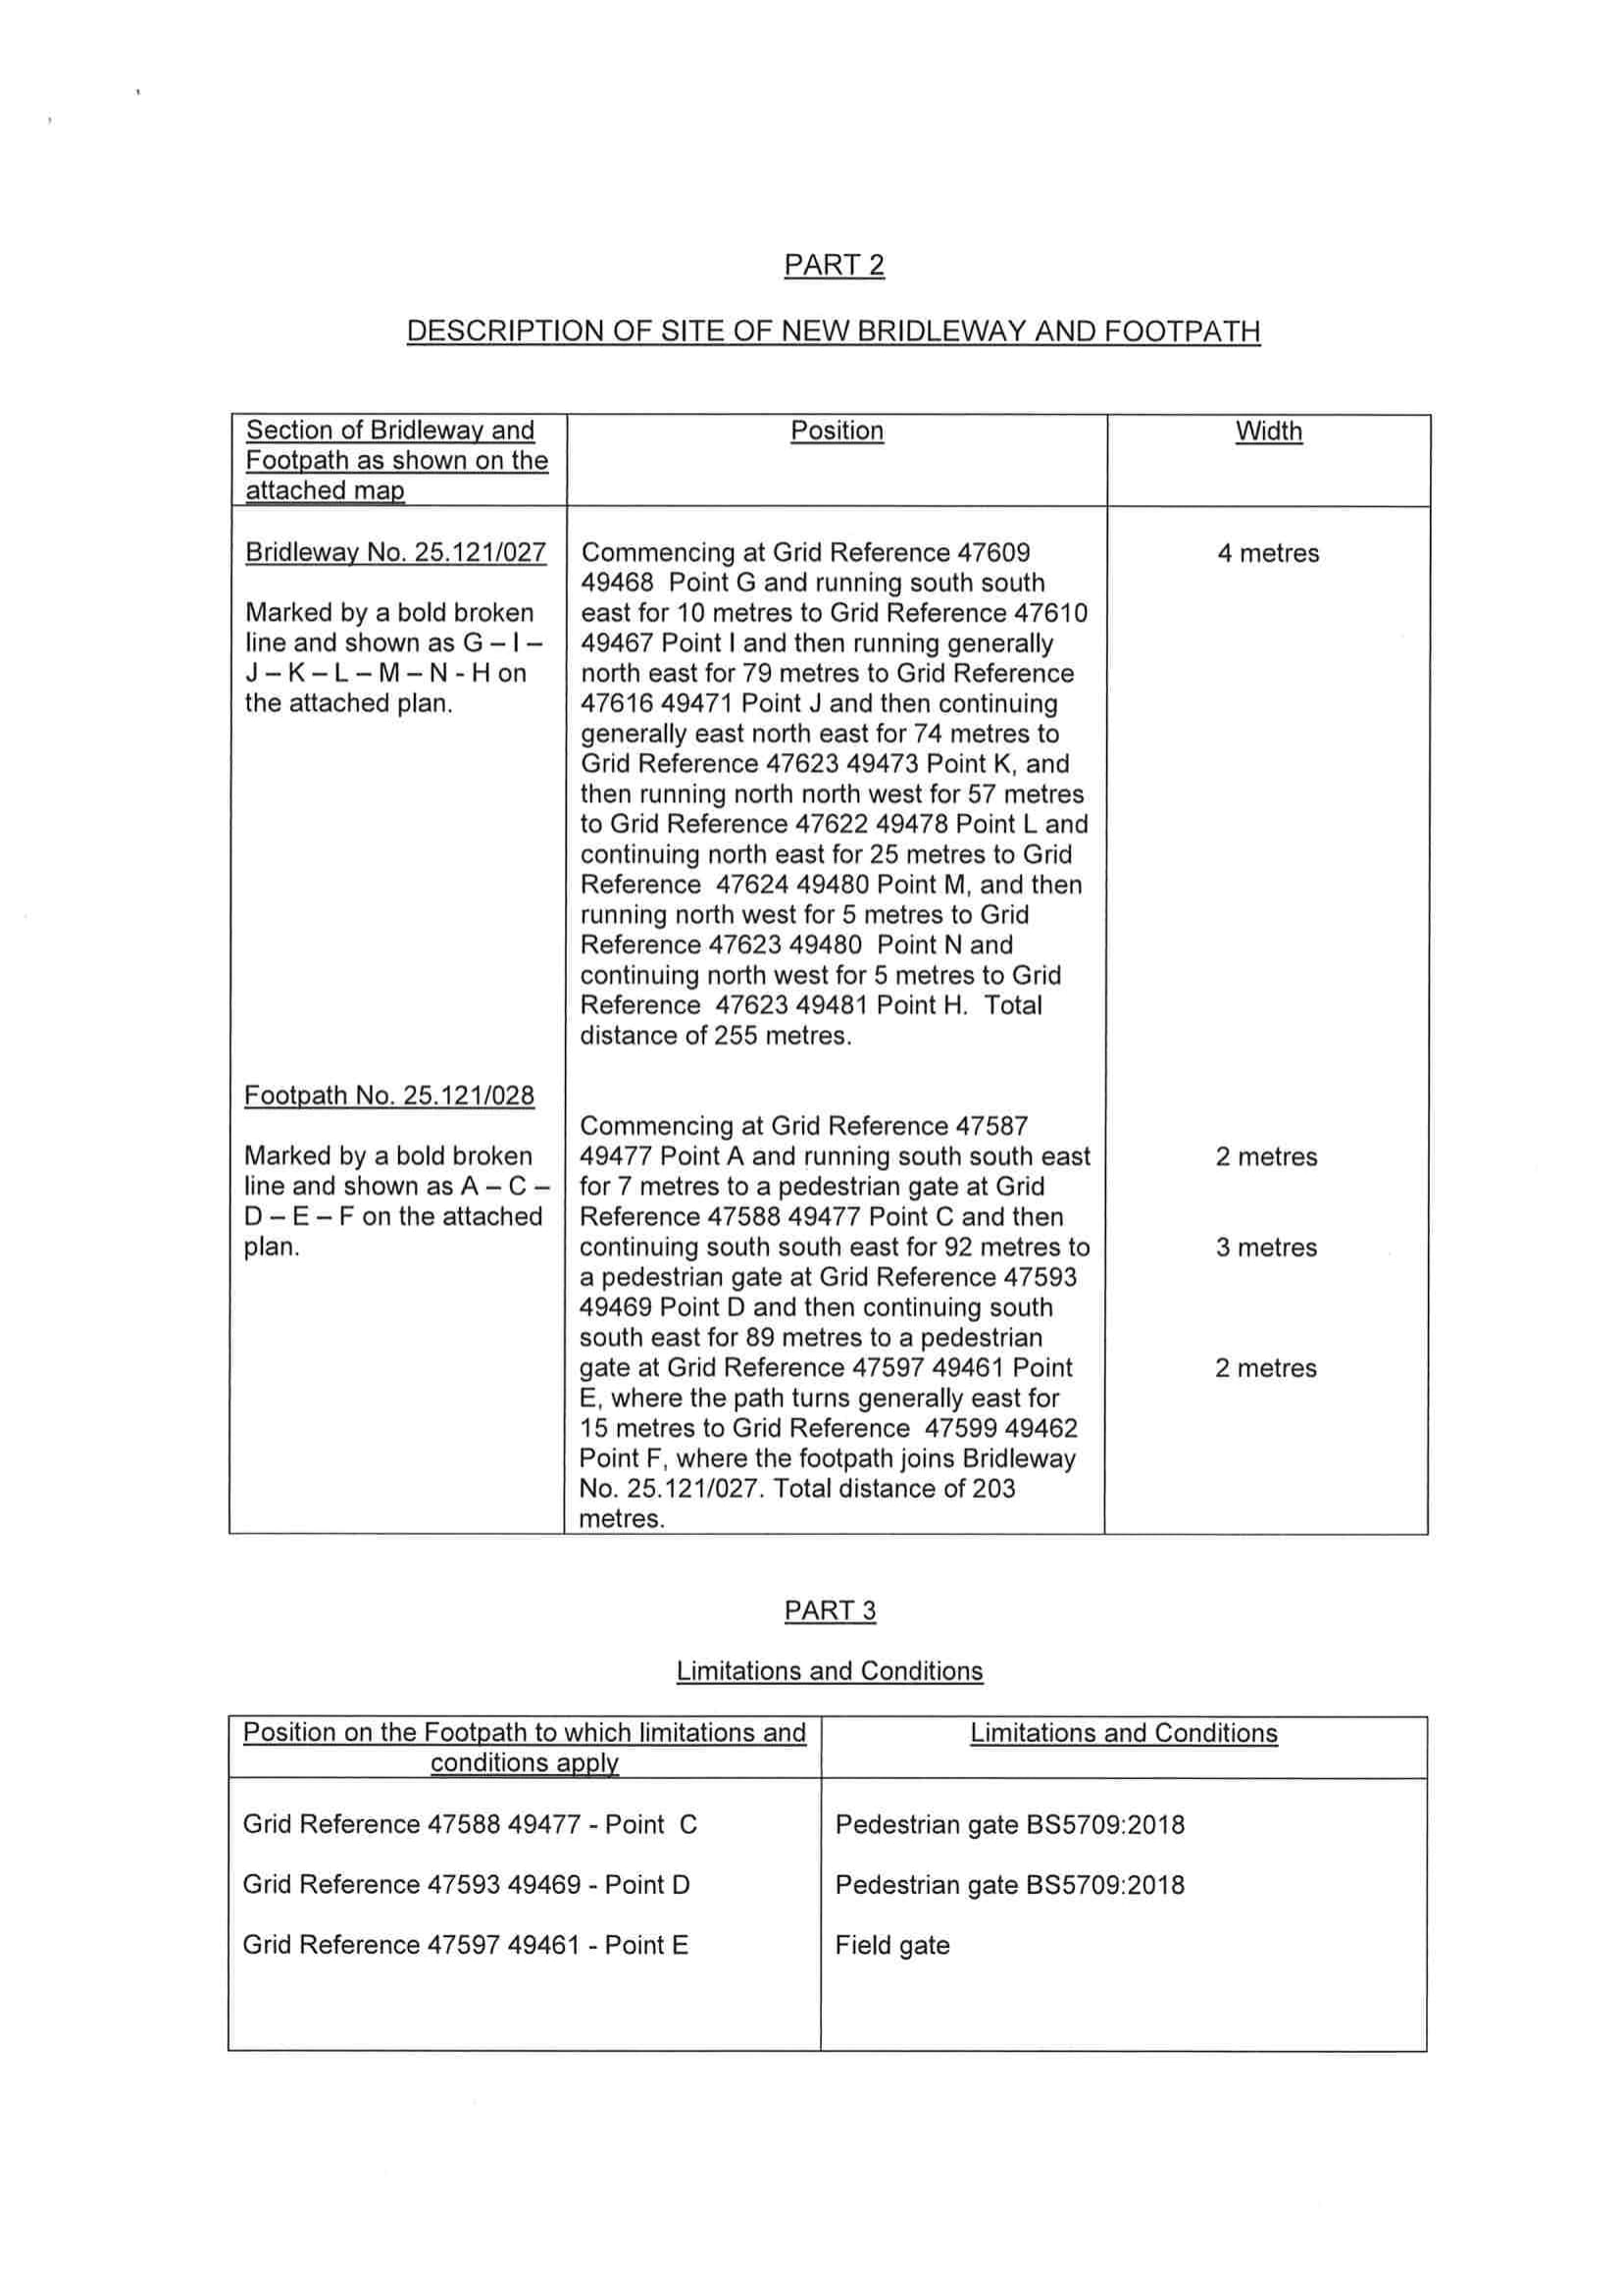 PART 2
DESCRIPTION OF SITE OF NEW BRIDLEWAY AND FOOTPATH
Section of Bridleway and
Footpath as shown on the
attached map
Position
Width
Bridleway No. 25.121/027
Marked by a bold broken
line and shown as G – I –
J – K – L – M – N - H on
the attached plan.
Commencing at Grid Reference 47609
49468 Point G and running south south
east for 10 metres to Grid Reference 47610
49467 Point I and then running generally
north east for 79 metres to Grid Reference
47616 49471 Point J and then continuing
generally east north east for 74 metres to
Grid Reference 47623 49473 Point K, and
then running north north west for 57 metres
to Grid Reference 47622 49478 Point L and
continuing north east for 25 metres to Grid
Reference 47624 49480 Point M, and then
running north west for 5 metres to Grid
Reference 47623 49480 Point N and
continuing north west for 5 metres to Grid
Reference 47623 49481 Point H. Total
distance of 255 metres.
4 metres
Footpath No. 25.121/028
Marked by a bold broken
line and shown as A – C –
D – E – F on the attached
plan.
Commencing at Grid Reference 47587
49477 Point A and running south south east
for 7 metres to a pedestrian gate at Grid
Reference 47588 49477 Point C and then
continuing south south east for 92 metres to
a pedestrian gate at Grid Reference 47593
49469 Point D and then continuing south
south east for 89 metres to a pedestrian
gate at Grid Reference 47597 49461 Point
E, where the path turns generally east for
15 metres to Grid Reference 47599 49462
Point F, where the footpath joins Bridleway
No. 25.121/027. Total distance of 203
metres.
2 metres
3 metres
2 metres
PART 3
Limitations and Conditions
Position on the Footpath to which limitations and
conditions apply
Limitations and Conditions
Grid Reference 47588 49477 - Point C
Pedestrian gate BS5709:2018
Grid Reference 47593 49469 - Point D
Pedestrian gate BS5709:2018
Grid Reference 47597 49461 - Point E
Field gate